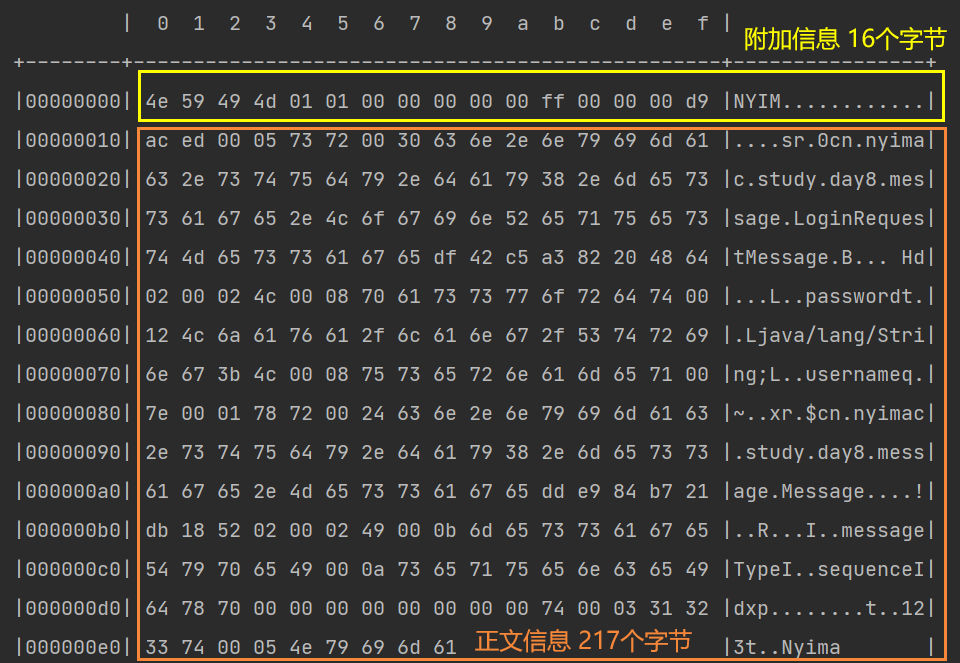 |  0  1  2  3  4  5  6  7  8  9  a  b  c  d  e  f |
附加信息 16个字节
+--------+-------------------------------------------------+----------------+
|00000000| 4e 59 49 4d 01 01 00 00 00 00 00 ff 00 00 00 d9 |NYIM............|
|00000010| ac ed 00 05 73 72 00 30 63 6e 2e 6e 79 69 6d 61 |....sr.0cn.nyima|
|00000020| 63 2e 73 74 75 64 79 2e 64 61 79 38 2e 6d 65 73 |c.study.day8.mes|
|00000030| 73 61 67 65 2e 4c 6f 67 69 6e 52 65 71 75 65 73 |sage.LoginReques|
|00000040| 74 4d 65 73 73 61 67 65 df 42 c5 a3 82 20 48 64 |tMessage.B... Hd|
|00000050| 02 00 02 4c 00 08 70 61 73 73 77 6f 72 64 74 00 |...L..passwordt.|
|00000060| 12 4c 6a 61 76 61 2f 6c 61 6e 67 2f 53 74 72 69 |.Ljava/lang/Stri|
|00000070| 6e 67 3b 4c 00 08 75 73 65 72 6e 61 6d 65 71 00 |ng;L..usernameq.|
|00000080| 7e 00 01 78 72 00 24 63 6e 2e 6e 79 69 6d 61 63 |~..xr.$cn.nyimac|
|00000090| 2e 73 74 75 64 79 2e 64 61 79 38 2e 6d 65 73 73 |.study.day8.mess|
|000000a0| 61 67 65 2e 4d 65 73 73 61 67 65 dd e9 84 b7 21 |age.Message....!|
|000000b0| db 18 52 02 00 02 49 00 0b 6d 65 73 73 61 67 65 |..R...I..message|
|000000c0| 54 79 70 65 49 00 0a 73 65 71 75 65 6e 63 65 49 |TypeI..sequenceI|
|000000d0| 64 78 70 00 00 00 00 00 00 00 00 74 00 03 31 32 |dxp........t..12|
|000000e0| 33 74 00 05 4e 79 69 6d 61 |3t..Nyima |
正文信息 217个字节